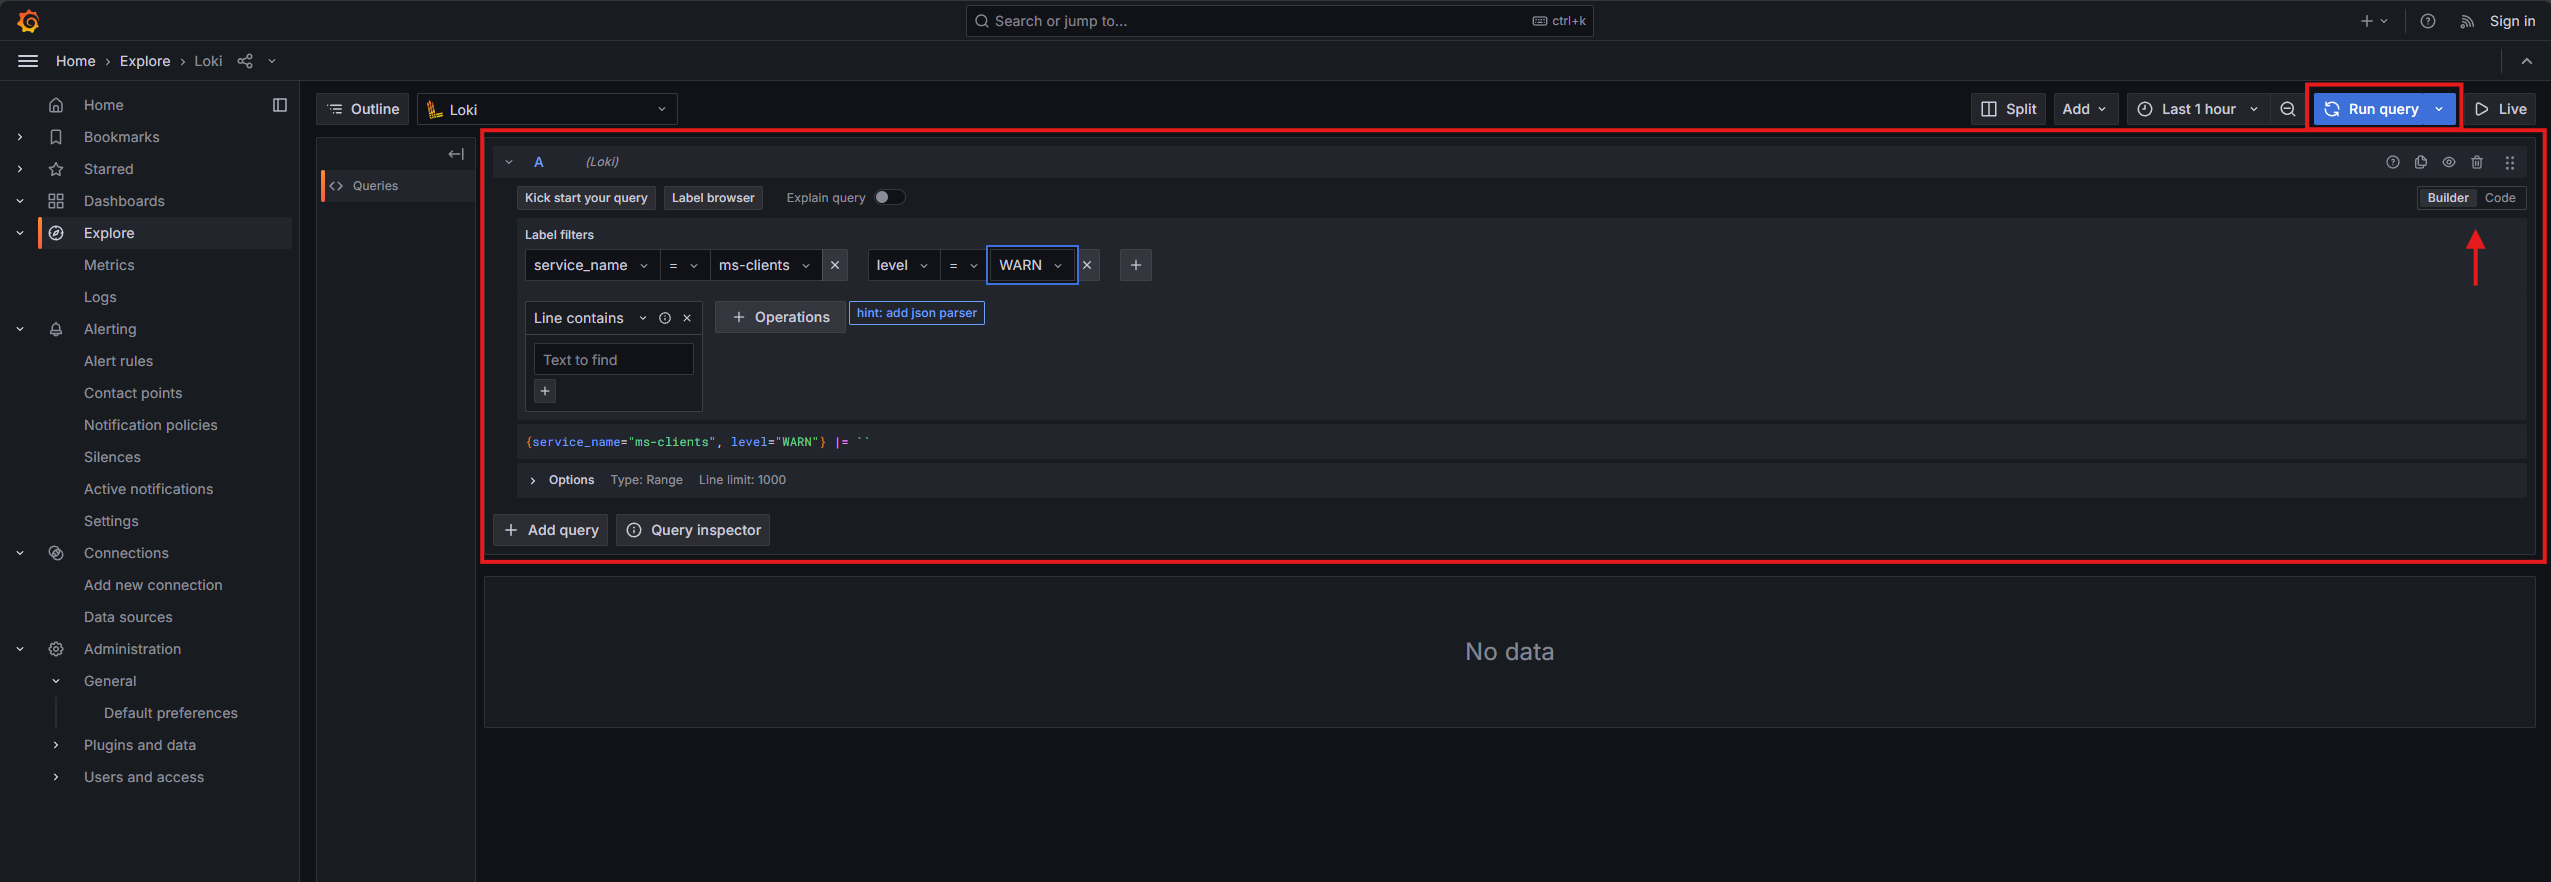 Search or jump to...
ctrl+k
Sign in
Home › Explore › Loki
Home
Bookmarks
Starred
Dashboards
Explore
Metrics
Logs
Alerting
Alert rules
Contact points
Notification policies
Silences
Active notifications
Settings
Connections
Add new connection
Data sources
Administration
General
Default preferences
Plugins and data
Users and access
Outline
Loki
Split
Add
Last 1 hour
Run query
Live
Queries
A (Loki)
Kick start your query
Label browser
Explain query
Builder
Code
Label filters
service_name = ms-clients
level = WARN
Line contains
Operations
hint: add json parser
Text to find
{service_name="ms-clients", level="WARN"} |= ``
Options Type: Range Line limit: 1000
Add query
Query inspector
No data